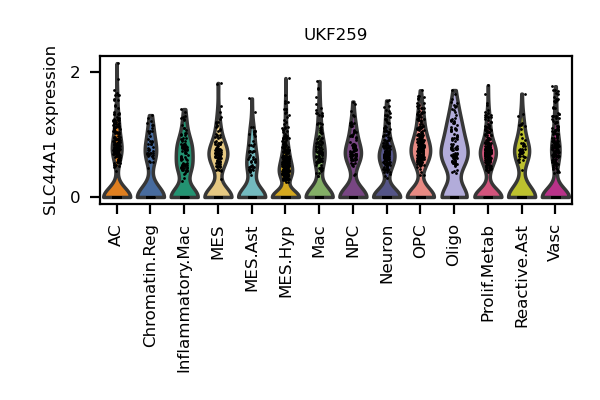 UKF259
SLC44A1 expression
2
0
AC
Chromatin.Reg
Inflammatory.Mac
MES
MES.Ast
MES.Hyp
Mac
NPC
Neuron
OPC
Oligo
Prolif.Metab
Reactive.Ast
Vasc